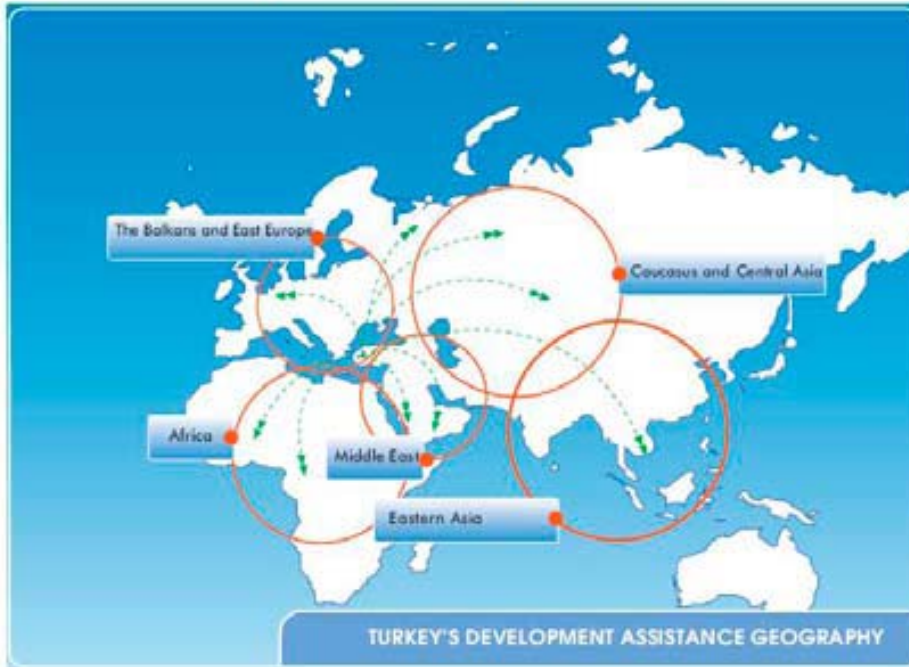 The Balkans and East Europe
Caucasus and Central Asia
Africa
Middle East
Eastern Asia
TURKEY'S DEVELOPMENT ASSISTANCE GEOGRAPHY